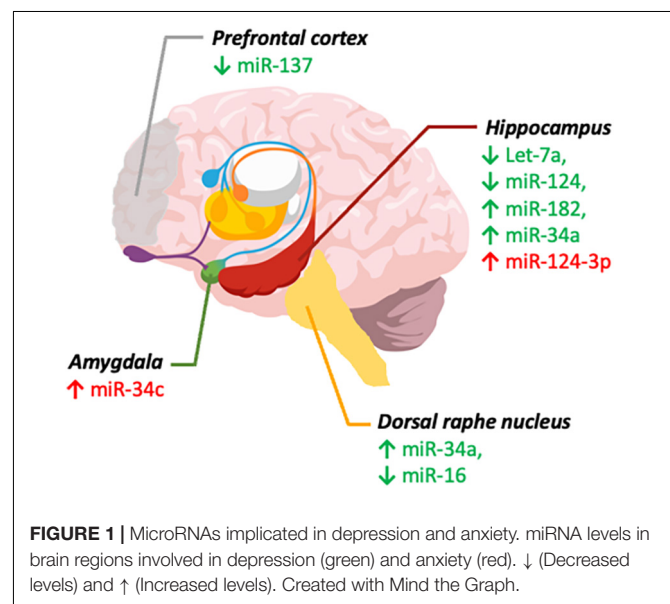 Prefrontal cortex
↓ miR-137
Hippocampus
↓ Let-7a,
↓ miR-124,
↑ miR-182,
↑ miR-34a
↑ miR-124-3p
Amygdala
↑ miR-34c
Dorsal raphe nucleus
↑ miR-34a,
↓ miR-16
FIGURE 1 | MicroRNAs implicated in depression and anxiety. miRNA levels in
brain regions involved in depression (green) and anxiety (red). ↓ (Decreased
levels) and ↑ (Increased levels). Created with Mind the Graph.